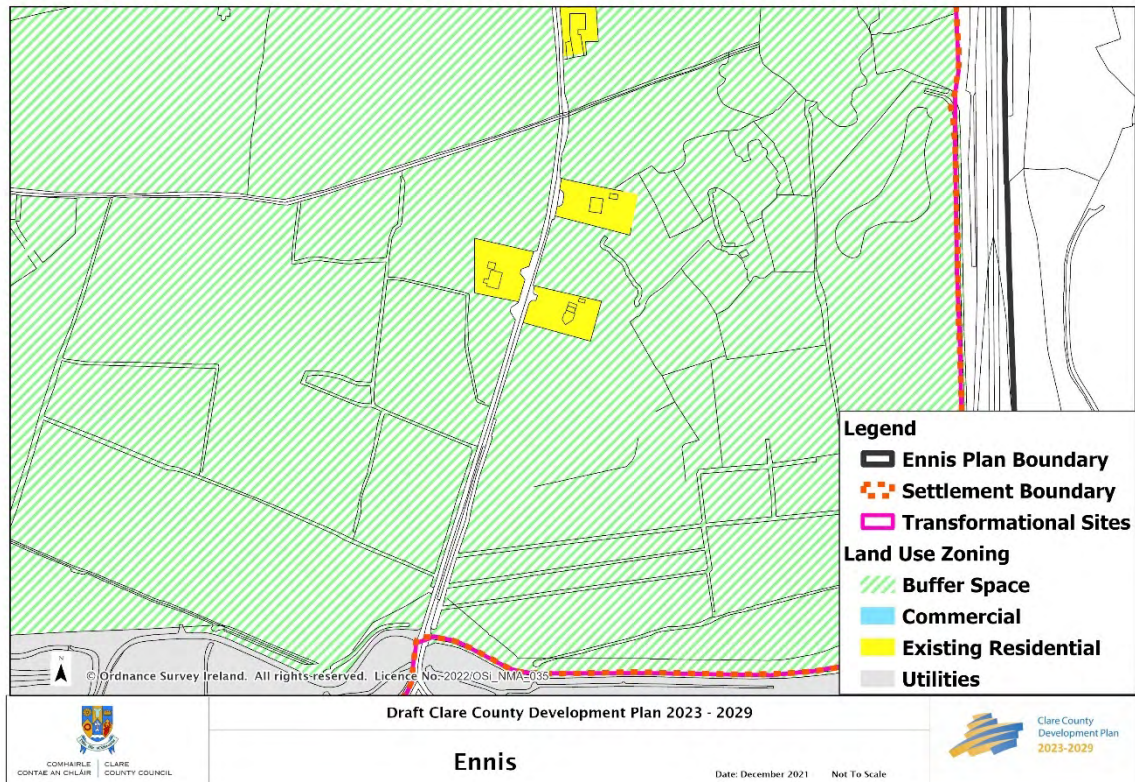 Legend
Ennis Plan Boundary
Settlement Boundary
Transformational Sites
Land Use Zoning
Buffer Space
Commercial
Existing Residential
Utilities
N
© Ordnance Survey Ireland. All rights reserved. Licence No. 2022/OSi_NMA_035
COMHAIRLE CONTAE AN CHLÁIR
CLARE COUNTY COUNCIL
Draft Clare County Development Plan 2023 - 2029
Ennis
Date: December 2021 Not To Scale
Clare County
Development Plan
2023-2029